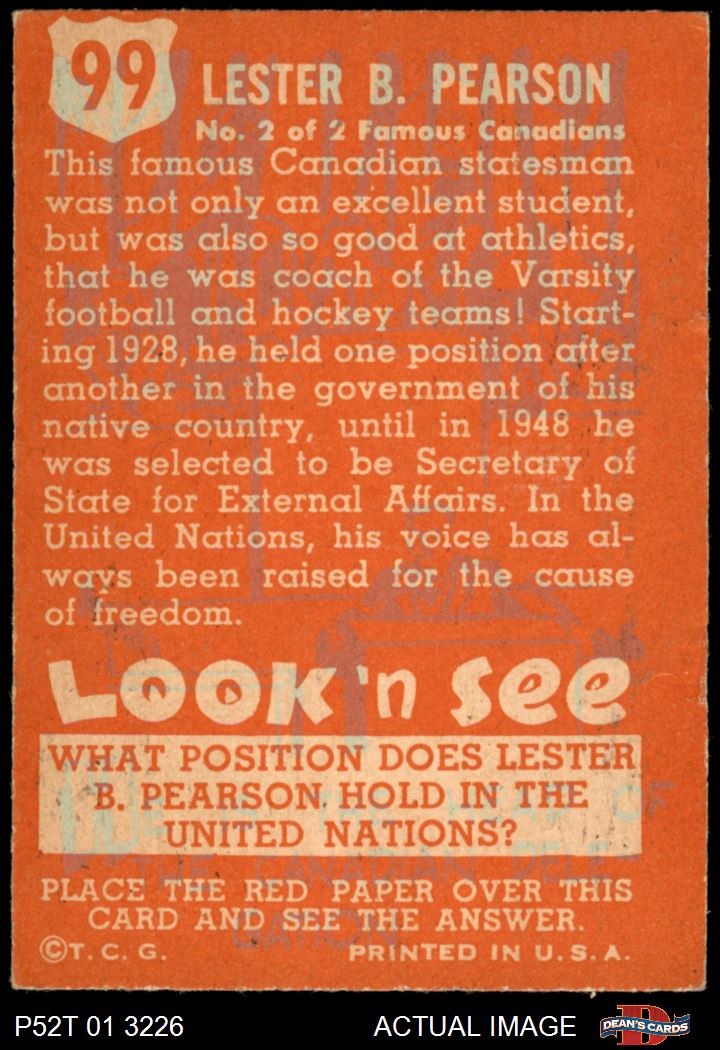 99
LESTER B. PEARSON
No. 2 of 2 Famous Canadians
This famous Canadian statesman
was not only an excellent student,
but was also so good at athletics,
that he was coach of the Varsity
football and hockey teams! Start-
ing 1928, he held one position after
another in the government of his
native country, until in 1948 he
was selected to be Secretary of
State for External Affairs. In the
United Nations, his voice has al-
ways been raised for the cause
of freedom.
LOOK 'n SEE
WHAT POSITION DOES LESTER
B. PEARSON HOLD IN THE
UNITED NATIONS?
HEAD OF
THE CANADIAN DELE-
GATION
PLACE THE RED PAPER OVER THIS
CARD AND SEE THE ANSWER.
©T. C. G. PRINTED IN U. S. A.
P52T 01 3226 ACTUAL IMAGE DEAN'S CARDS